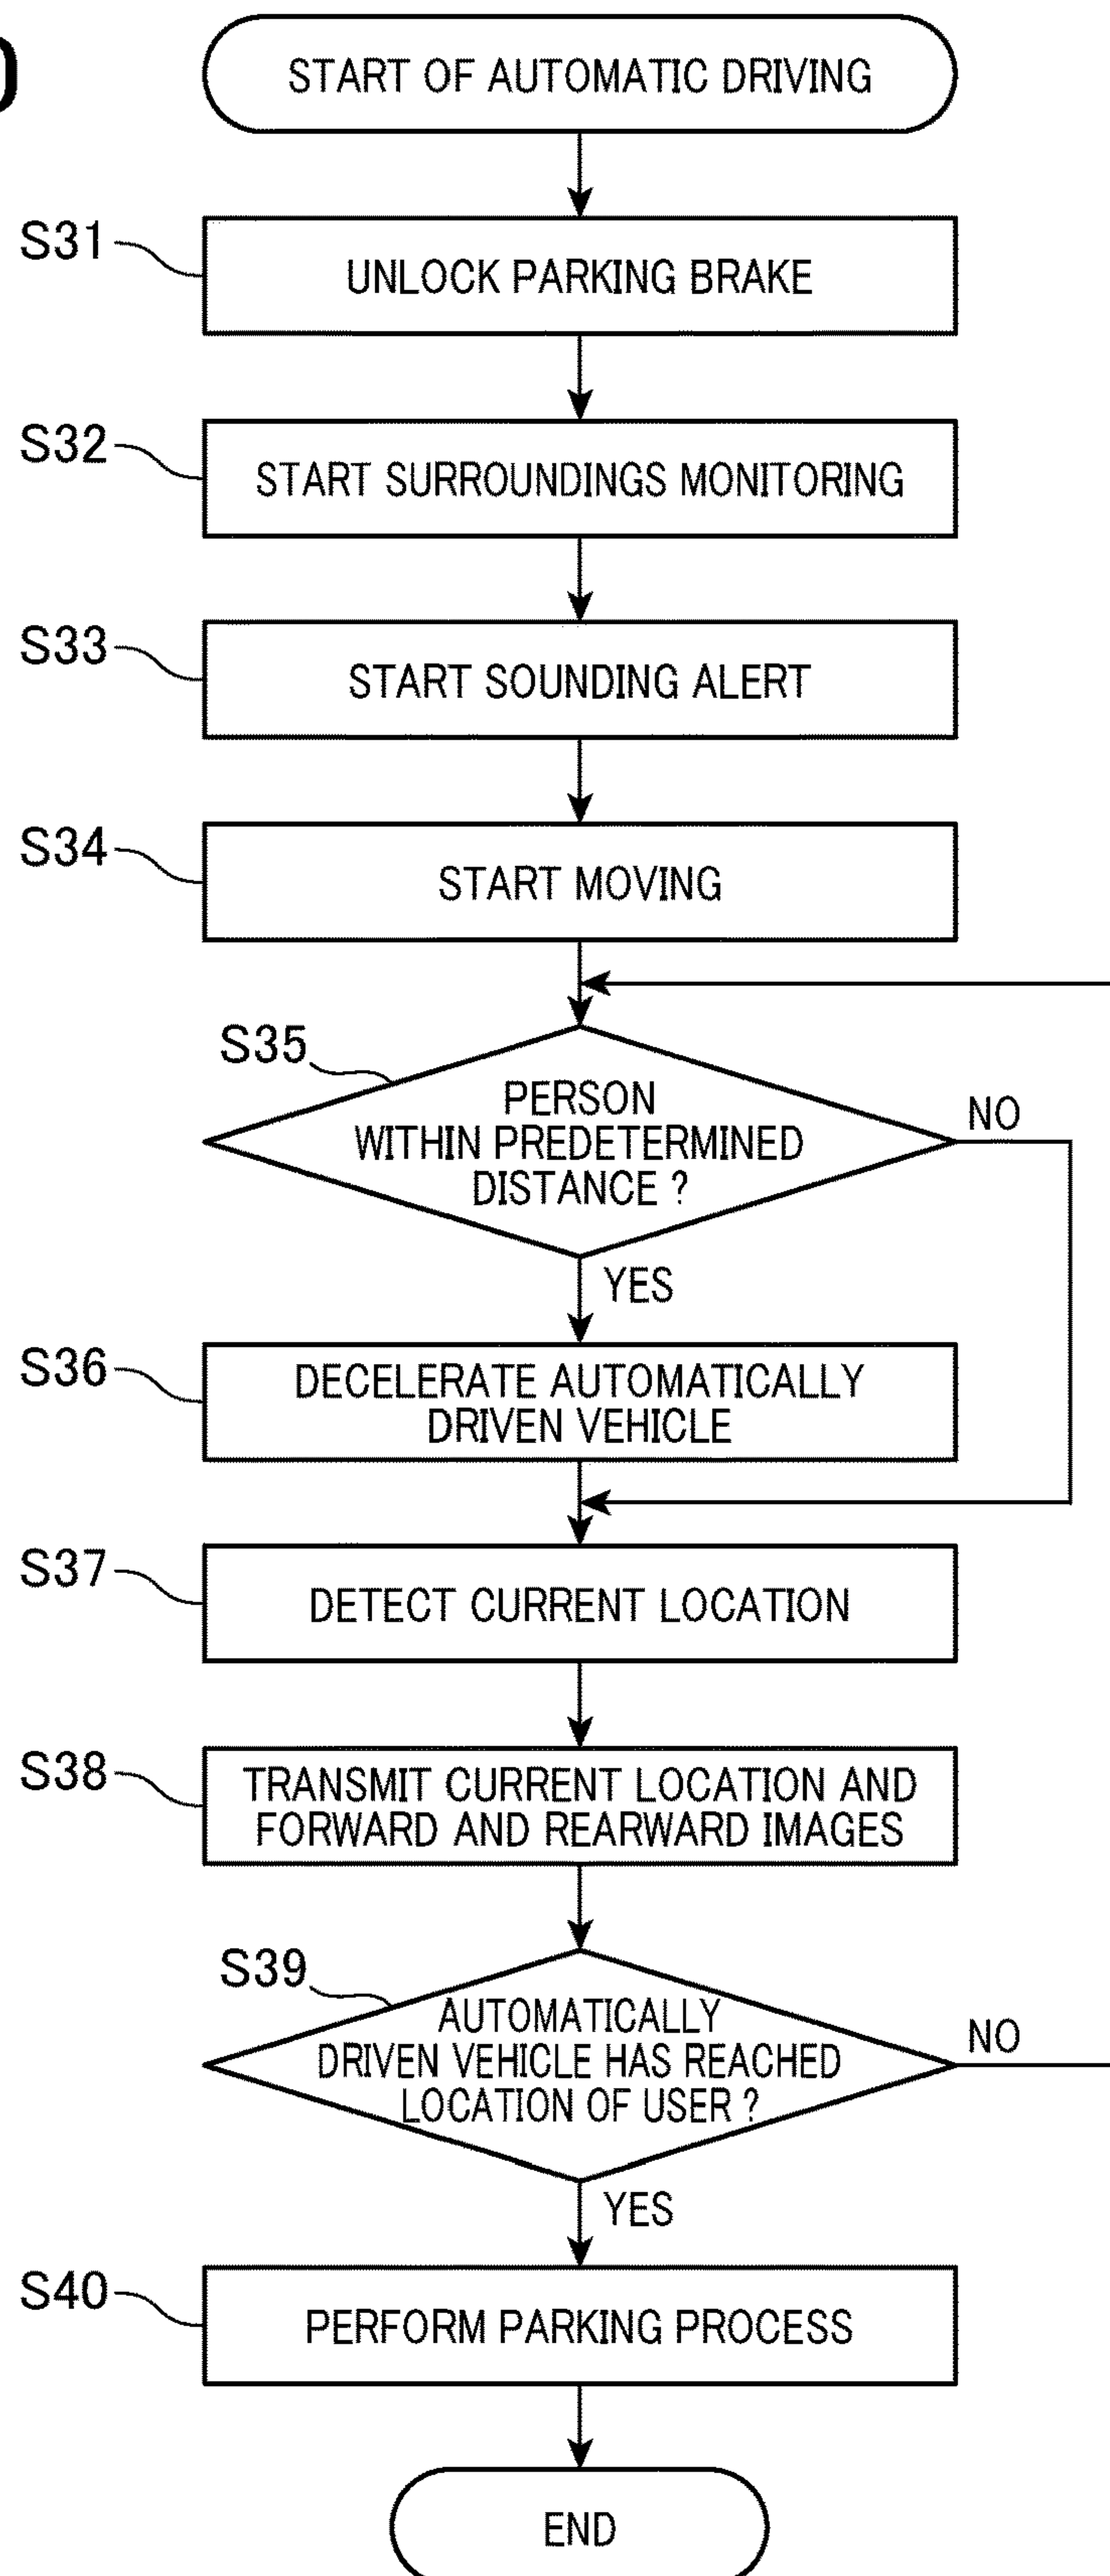 START OF AUTOMATIC DRIVING
S31
UNLOCK PARKING BRAKE
S32
START SURROUNDINGS MONITORING
S33
START SOUNDING ALERT
S34
START MOVING
S35
PERSON
WITHIN PREDETERMINED
DISTANCE ?
NO
YES
S36
DECELERATE AUTOMATICALLY
DRIVEN VEHICLE
S37
DETECT CURRENT LOCATION
S38
TRANSMIT CURRENT LOCATION AND
FORWARD AND REARWARD IMAGES
S39
AUTOMATICALLY
DRIVEN VEHICLE HAS REACHED
LOCATION OF USER ?
NO
YES
S40
PERFORM PARKING PROCESS
END